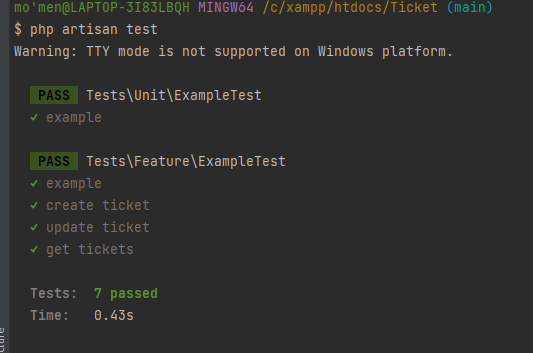 mo'men@LAPTOP-3I83LBQH MINGW64 /c/xampp/htdocs/Ticket (main)
$ php artisan test
Warning: TTY mode is not supported on Windows platform.
PASS Tests\Unit\ExampleTest
✓ example
PASS Tests\Feature\ExampleTest
✓ example
✓ create ticket
✓ update ticket
✓ get tickets
Tests: 7 passed
Time: 0.43s